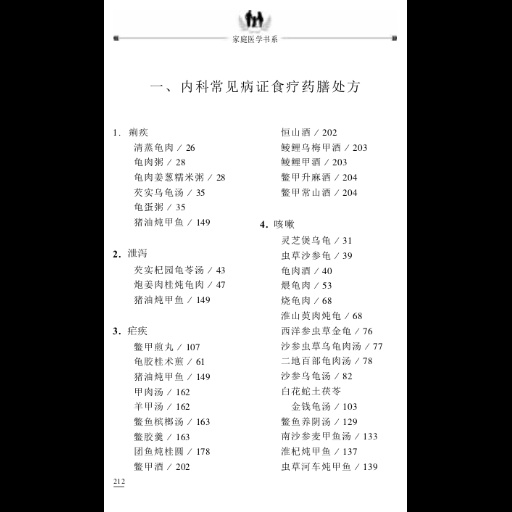 家庭医学书系
一、内科常见病证食疗药膳处方
1. 痢疾
清蒸龟肉 / 26
龟肉粥 / 28
龟肉姜葱糯米粥 / 28
芡实乌龟汤 / 35
龟蛋粥 / 35
猪油炖甲鱼 / 149
2. 泄泻
芡实杞园龟苓汤 / 43
炮姜肉桂炖龟肉 / 47
猪油炖甲鱼 / 149
3. 疟疾
鳖甲煎丸 / 107
龟胶桂术煎 / 61
猪油炖甲鱼 / 149
甲肉汤 / 162
羊甲汤 / 162
鳖鱼槟榔汤 / 163
鳖胶羹 / 163
团鱼炖桂圆 / 178
鳖甲酒 / 202
恒山酒 / 202
鲮鲤乌梅甲酒 / 203
鲮鲤甲酒 / 203
鳖甲升麻酒 / 204
鳖甲常山酒 / 204
4. 咳嗽
灵芝煲乌龟 / 31
虫草沙参龟 / 39
龟肉酒 / 40
煨龟肉 / 53
烧龟肉 / 68
淮山萸肉炖龟 / 68
西洋参虫草金龟 / 76
沙参虫草乌龟肉汤 / 77
二地百部龟肉汤 / 78
沙参乌龟汤 / 82
白花蛇土茯苓
金钱龟汤 / 103
鳖鱼养阴汤 / 129
南沙参麦甲鱼汤 / 133
淮杞炖甲鱼 / 137
虫草河车炖甲鱼 / 139
212